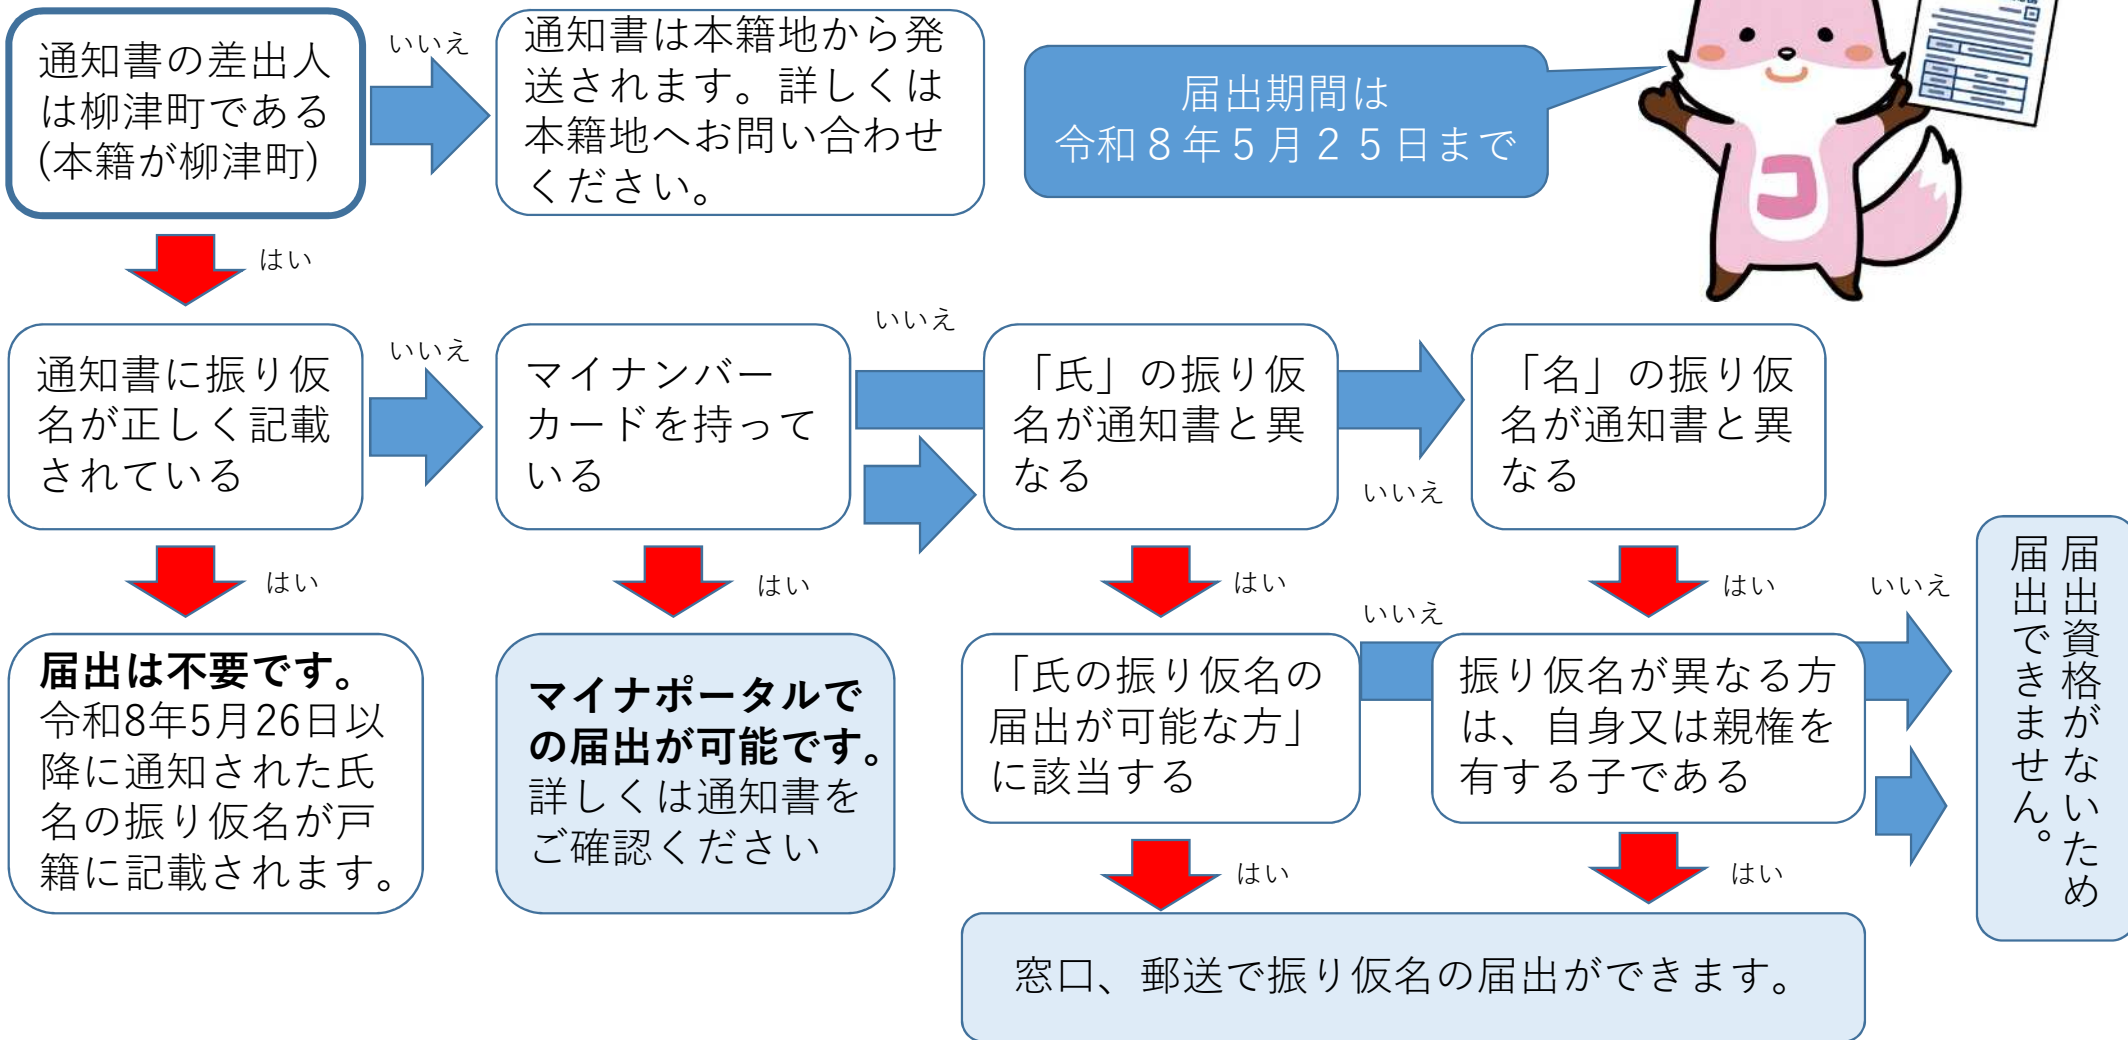 通知書の差出人
は柳津町である
(本籍が柳津町)
いいえ
通知書は本籍地から発
送されます。詳しくは
本籍地へお問い合わせ
ください。
届出期間は
令和８年５月２５日まで
コ
はい
通知書に振り仮
名が正しく記載
されている
いいえ
マイナンバー
カードを持って
いる
いいえ
「氏」の振り仮
名が通知書と異
なる
いいえ
「名」の振り仮
名が通知書と異
なる
はい
はい
はい
はい
届出は不要です。
令和8年5月26日以
降に通知された氏
名の振り仮名が戸
籍に記載されます。
マイナポータルで
の届出が可能です。
詳しくは通知書を
ご確認ください
「氏の振り仮名の
届出が可能な方」
に該当する
いいえ
振り仮名が異なる方
は、自身又は親権を
有する子である
いいえ
届出資格がないため
届出できません。
はい
はい
窓口、郵送で振り仮名の届出ができます。